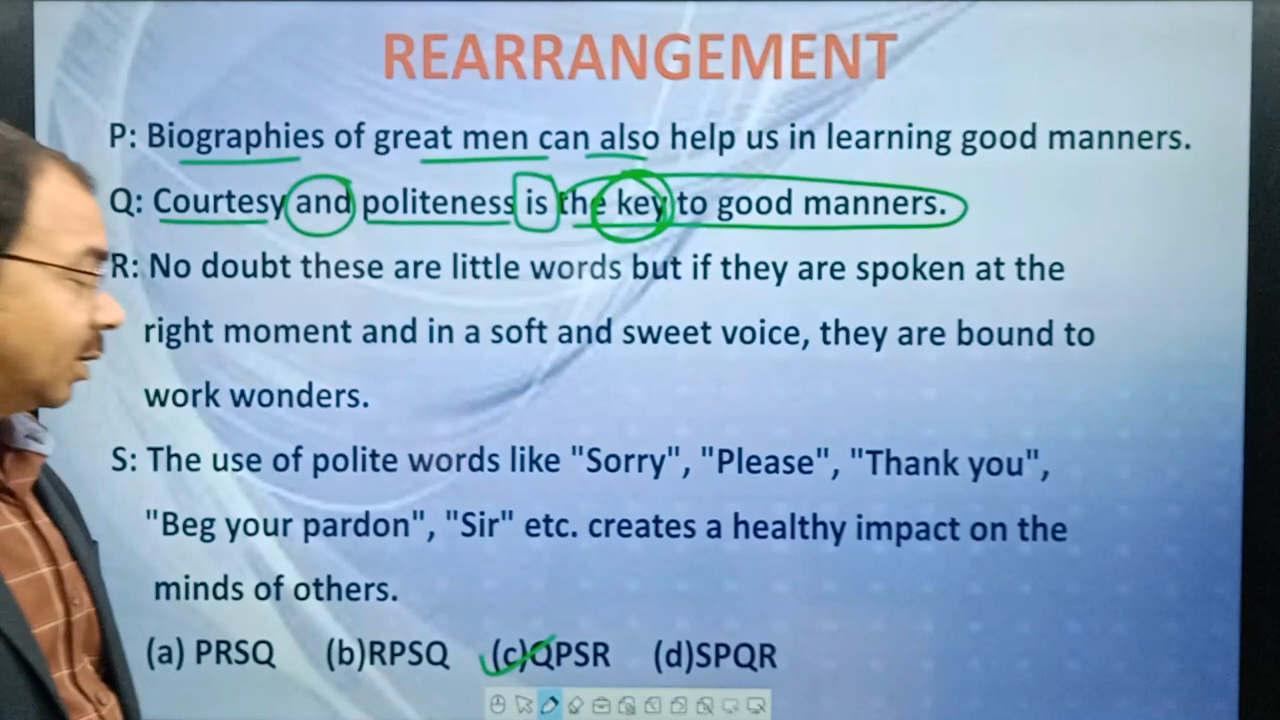 REARRANGEMENT
P: Biographies of great men can also help us in learning good manners.
Q: Courtesy and politeness is the key to good manners.
R: No doubt these are little words but if they are spoken at the
right moment and in a soft and sweet voice, they are bound to
work wonders.
S: The use of polite words like "Sorry", "Please", "Thank you",
"Beg your pardon", "Sir" etc. creates a healthy impact on the
minds of others.
(a) PRSQ (b)RPSQ (c)QPSR (d)SPQR